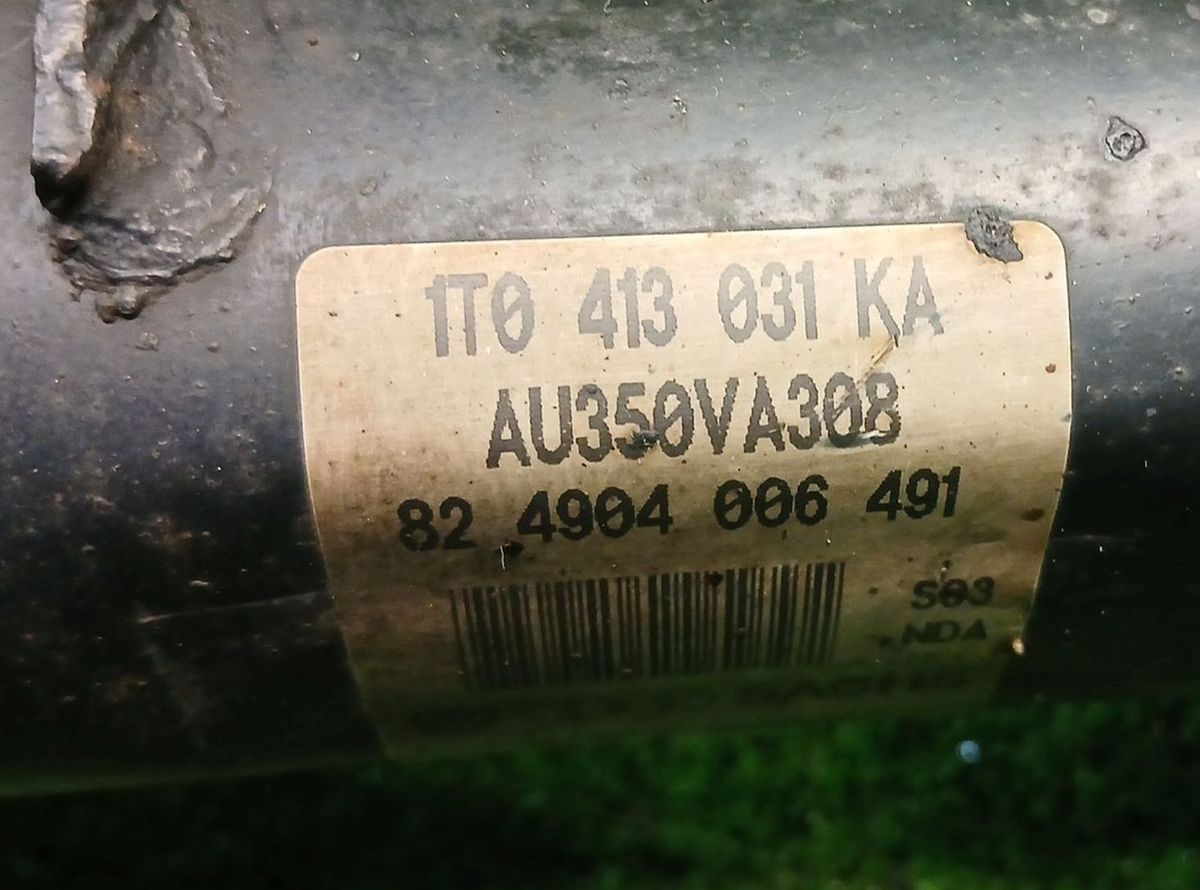 1T0 413 031 KA
AU350VA308
82 4904 006 491
S03
NDA